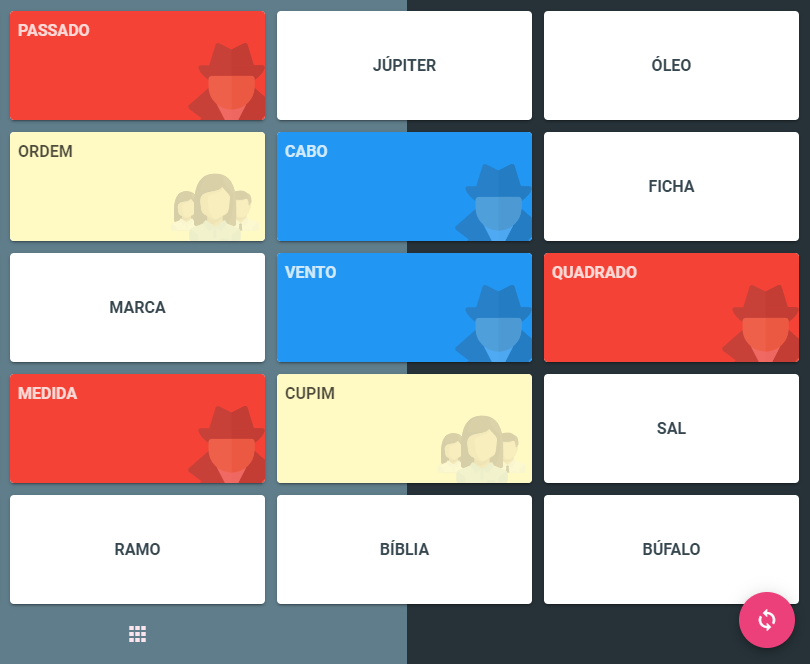 PASSADO
JÚPITER
ÓLEO
ORDEM
CABO
FICHA
MARCA
VENTO
QUADRADO
MEDIDA
CUPIM
SAL
RAMO
BÍBLIA
BÚFALO